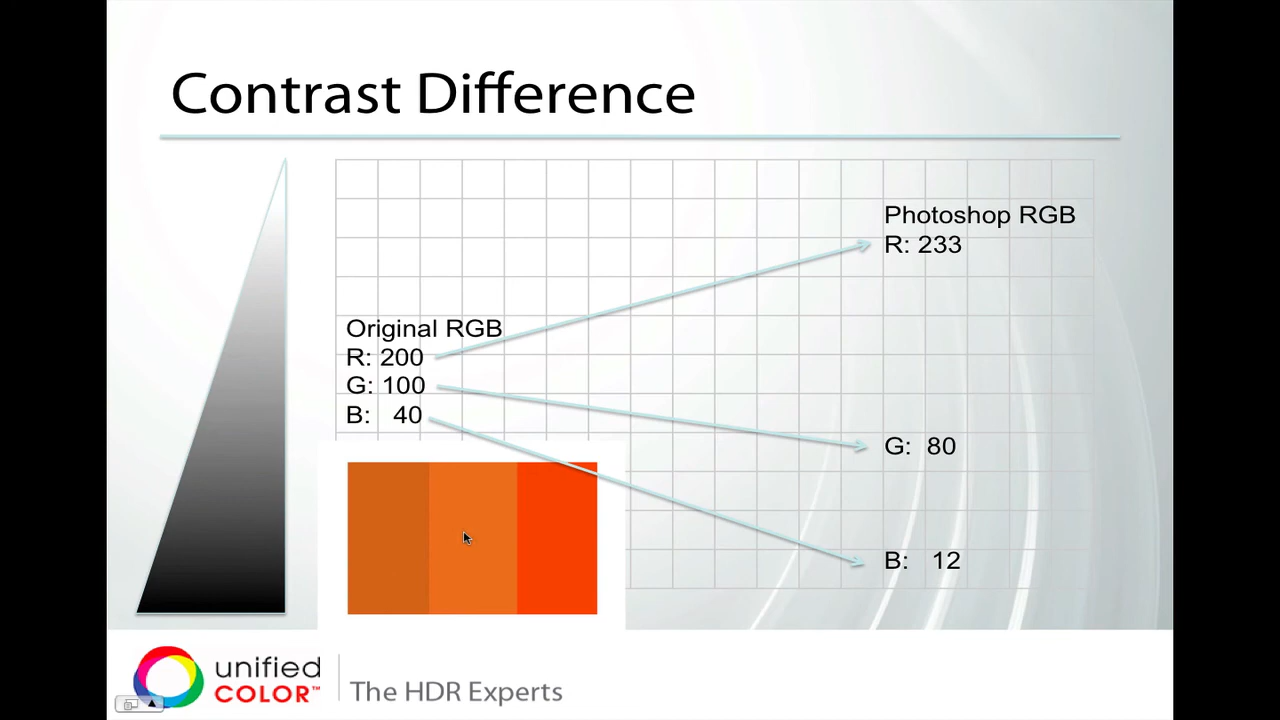 Contrast Difference
Photoshop RGB
R: 233
Original RGB
R: 200
G: 100
B: 40
G: 80
B: 12
unified
COLOR™
The HDR Experts